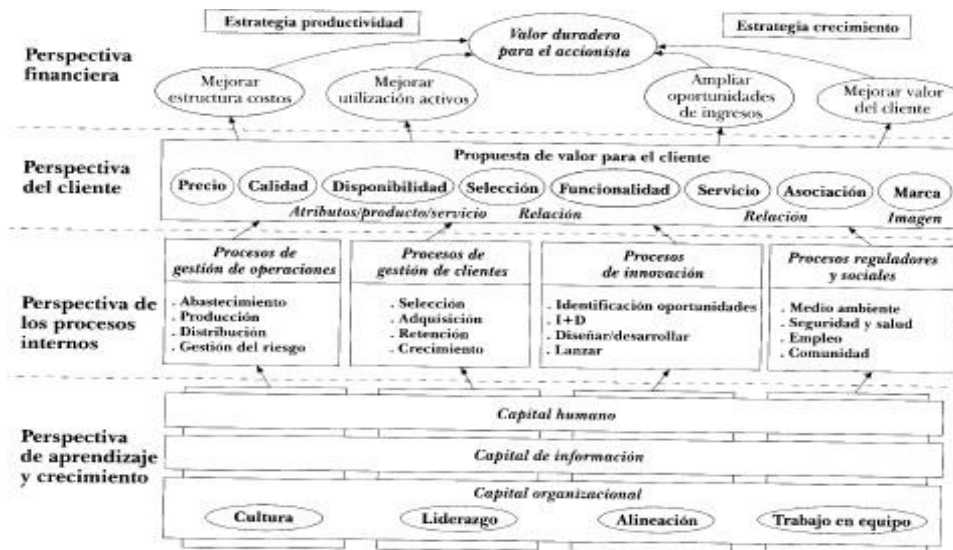 Estrategia productividad
Valor duradero
para el accionista
Estrategia crecimiento
Perspectiva
financiera
Mejorar
estructura costos
Mejorar
utilización activos
Ampliar
oportunidades
de ingresos
Mejorar valor
del cliente
Perspectiva
del cliente
Propuesta de valor para el cliente
Precio
Calidad
Disponibilidad
Selección
Funcionalidad
Servicio
Asociación
Marca
Atributos/producto/servicio
Relación
Relación
Imagen
Perspectiva de
los procesos
internos
Procesos de
gestión de operaciones
. Abastecimiento
. Producción
. Distribución
. Gestión del riesgo
Procesos de
gestión de clientes
. Selección
. Adquisición
. Retención
. Crecimiento
Procesos
de innovación
. Identificación oportunidades
. I+D
. Diseñar/desarrollar
. Lanzar
Procesos reguladores
y sociales
. Medio ambiente
. Seguridad y salud
. Empleo
. Comunidad
Perspectiva
de aprendizaje
y crecimiento
Capital humano
Capital de información
Capital organizacional
Cultura
Liderazgo
Alineación
Trabajo en equipo